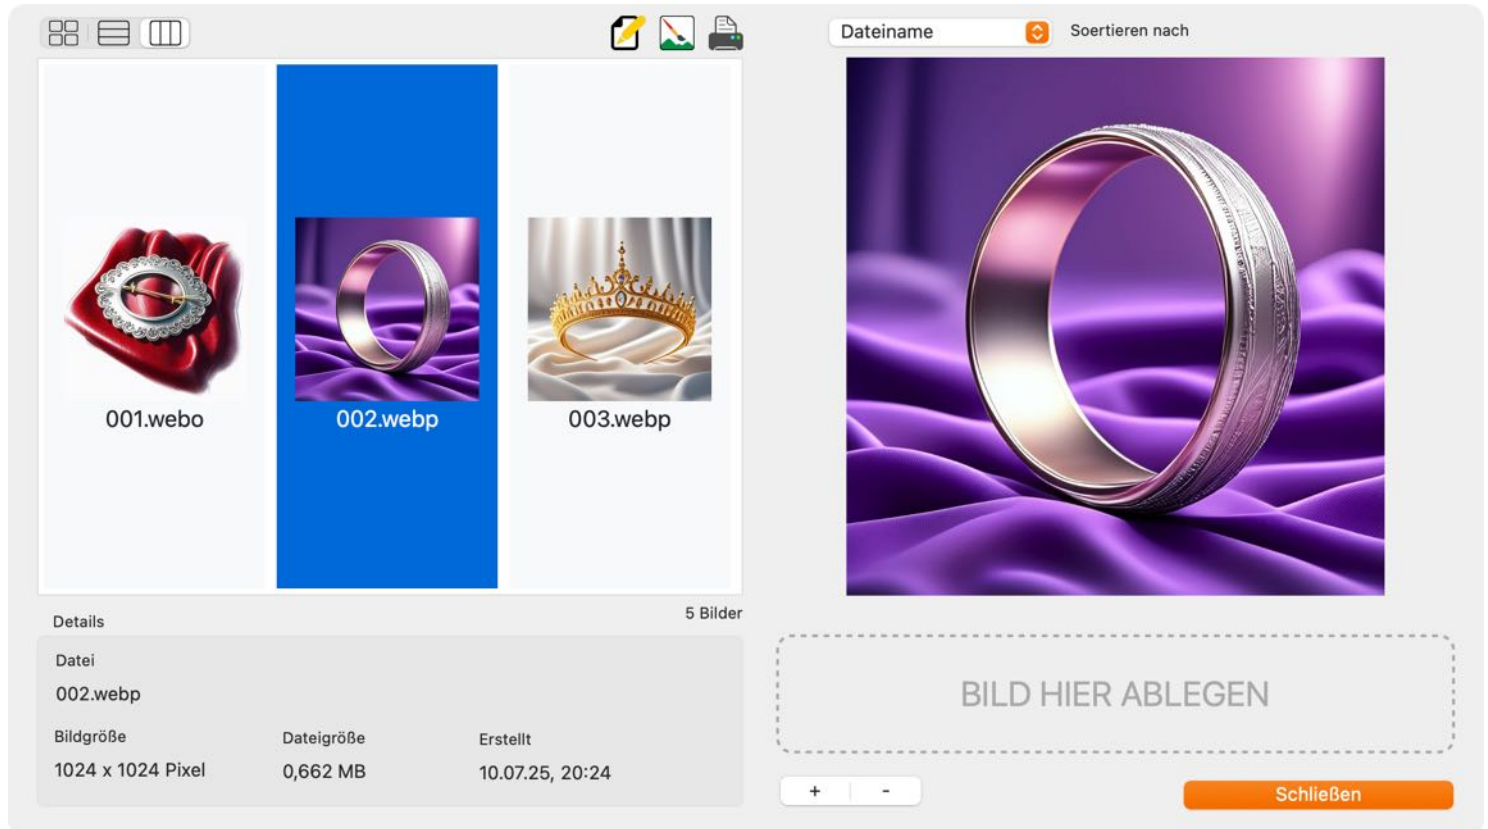 Dateiname
Soertieren nach
001.webo
002.webp
003.webp
5 Bilder
Details
Datei
002.webp
Bildgröße
Dateigröße
Erstellt
1024 x 1024 Pixel
0,662 MB
10.07.25, 20:24
BILD HIER ABLEGEN
+
-
Schließen